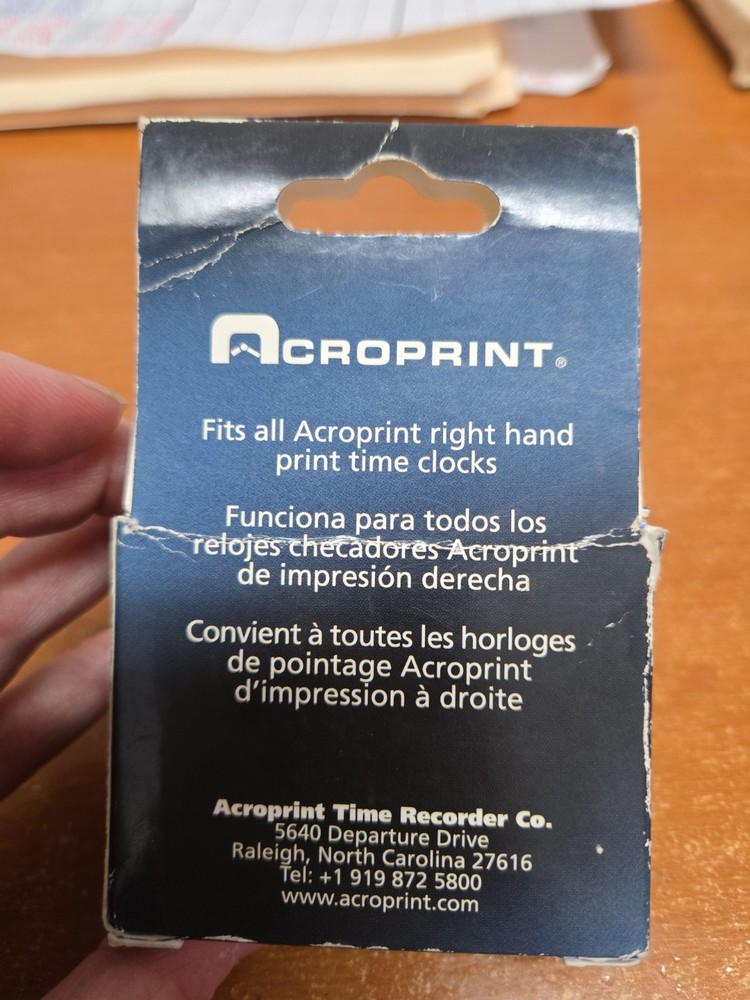 ACROPRINT®
Fits all Acroprint right hand
print time clocks
Funciona para todos los
relojes checadores Acroprint
de impresión derecha
Convient à toutes les horloges
de pointage Acroprint
d'impression à droite
Acroprint Time Recorder Co.
5640 Departure Drive
Raleigh, North Carolina 27616
Tel: +1 919 872 5800
www.acroprint.com